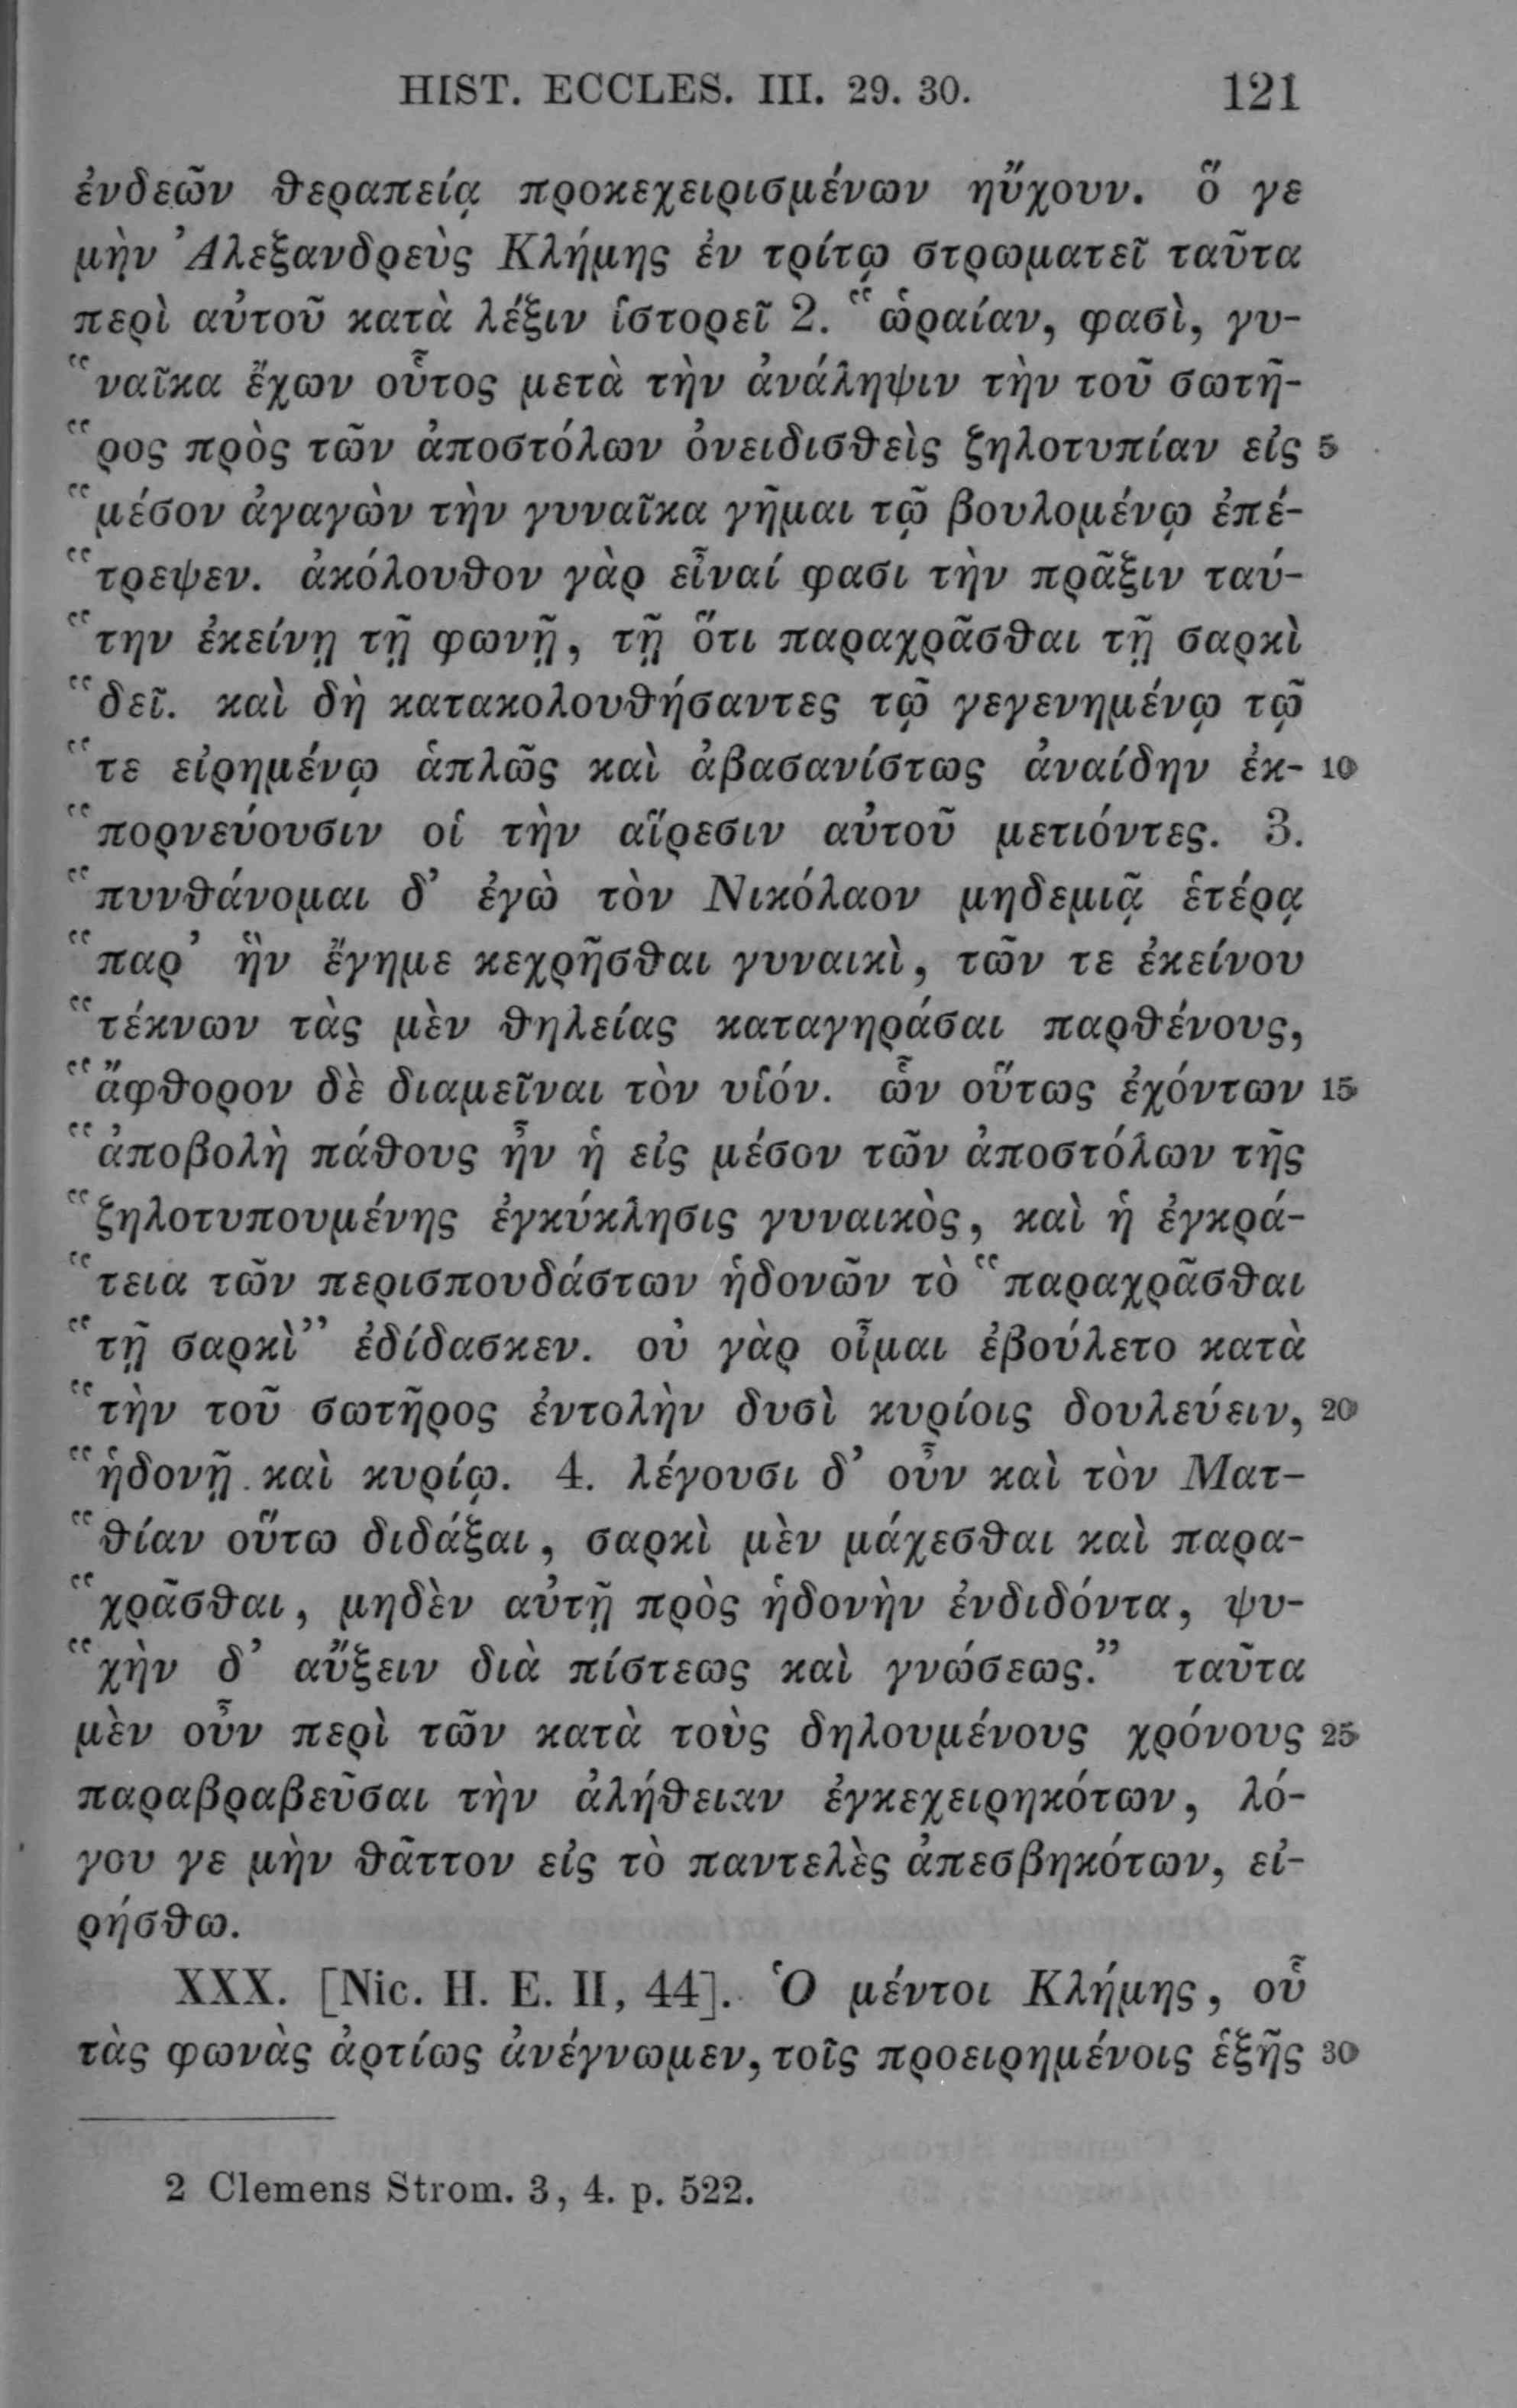 HIST. ECCLES. III. 29. 30. 121
ἐνδεῶν θεραπείᾳ προκεχειρισμένων ηὔχουν. ὅ γε
μὴν Ἀλεξανδρεὺς Κλήμης ἐν τρίτῳ στρωματεῖ ταῦτα
περὶ αὐτοῦ κατὰ λέξιν ἱστορεῖ 2. “ὡραίαν, φασὶ, γυ-
“ναῖκα ἔχων οὗτος μετὰ τὴν ἀνάληψιν τὴν τοῦ σωτῆ-
“ρος πρὸς τῶν ἀποστόλων ὀνειδισθεὶς ζηλοτυπίαν εἰς 5
“μέσον ἀγαγὼν τὴν γυναῖκα γῆμαι τῷ βουλομένῳ ἐπέ-
“τρεψεν. ἀκόλουθον γὰρ εἶναί φασι τὴν πρᾶξιν ταύ-
“την ἐκείνῃ τῇ φωνῇ, τῇ ὅτι παραχρᾶσθαι τῇ σαρκὶ
“δεῖ. καὶ δὴ κατακολουθήσαντες τῷ γεγενημένῳ τῷ
“τε εἰρημένῳ ἁπλῶς καὶ ἀβασανίστως ἀναίδην ἐκ- 10
“πορνεύουσιν οἱ τὴν αἵρεσιν αὐτοῦ μετιόντες. 3.
“πυνθάνομαι δ’ ἐγὼ τὸν Νικόλαον μηδεμιᾷ ἑτέρᾳ
“παρ’ ἣν ἔγημε κεχρῆσθαι γυναικὶ, τῶν τε ἐκείνου
“τέκνων τὰς μὲν θηλείας καταγηράσαι παρθένους,
“ἄφθορον δὲ διαμεῖναι τὸν υἱόν. ὧν οὕτως ἐχόντων 15
“ἀποβολὴ πάθους ἦν ἡ εἰς μέσον τῶν ἀποστόλων τῆς
“ζηλοτυπουμένης ἐγκύκλησις γυναικὸς, καὶ ἡ ἐγκρά-
“τεια τῶν περισπουδάστων ἡδονῶν τὸ “παραχρᾶσθαι
“τῇ σαρκὶ” ἐδίδασκεν. οὐ γὰρ οἶμαι ἐβούλετο κατὰ
“τὴν τοῦ σωτῆρος ἐντολὴν δυσὶ κυρίοις δουλεύειν, 20
“ἡδονῇ καὶ κυρίῳ. 4. λέγουσι δ’ οὖν καὶ τὸν Ματ-
“θίαν οὕτω διδάξαι, σαρκὶ μὲν μάχεσθαι καὶ παρα-
“χρᾶσθαι, μηδὲν αὐτῇ πρὸς ἡδονὴν ἐνδιδόντα, ψυ-
“χὴν δ’ αὔξειν διὰ πίστεως καὶ γνώσεως.” ταῦτα
μὲν οὖν περὶ τῶν κατὰ τοὺς δηλουμένους χρόνους 25
παραβραβεῦσαι τὴν ἀλήθειαν ἐγκεχειρηκότων, λό-
γου γε μὴν θᾶττον εἰς τὸ παντελὲς ἀπεσβηκότων, εἰ-
ρήσθω.
XXX. [Nic. H. E. II, 44]. Ὁ μέντοι Κλήμης, οὗ
τὰς φωνὰς ἀρτίως ἀνέγνωμεν, τοῖς προειρημένοις ἑξῆς 30
2 Clemens Strom. 3, 4. p. 522.